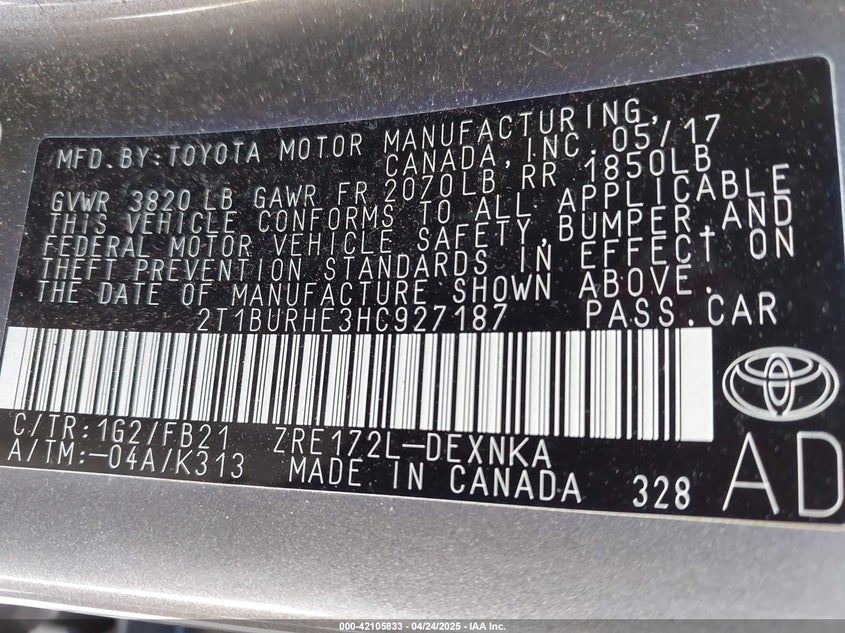 MFD. BY: TOYOTA MOTOR MANUFACTURING,
CANADA, INC. 05/17
GVWR 3820 LB GAWR FR 2070LB RR 1850LB
THIS VEHICLE CONFORMS TO ALL APPLICABLE
FEDERAL MOTOR VEHICLE SAFETY, BUMPER, AND
THEFT PREVENTION STANDARDS IN EFFECT ON
THE DATE OF MANUFACTURE SHOWN ABOVE.
2T1BURHE3HC927187 PASS. CAR
C/TR: 1G2/FB21 ZRE172L-DEXNKA
A/TM: -04A/K313 MADE IN CANADA 328 AD
000-42105833 - 04/24/2025 - IAA Inc.